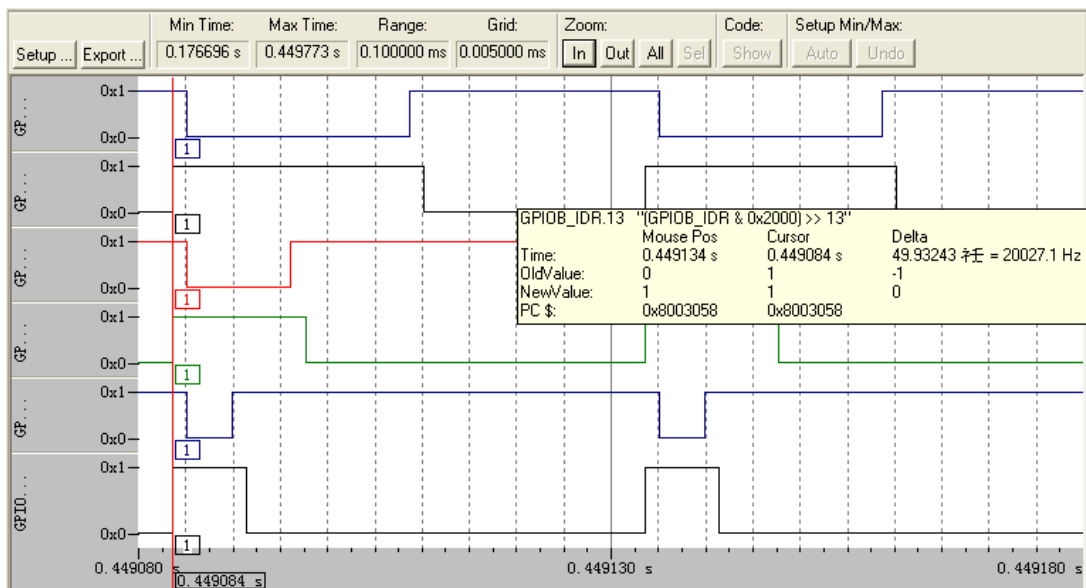 Min Time: Max Time: Range: Grid: Zoom: Code: Setup Min/Max:
Setup ... Export ... 0.176696 s 0.449773 s 0.100000 ms 0.005000 ms In Out All Sel Show Auto Undo
GP...
0x1
0x0
1
GP...
0x1
0x0
1
GP...
0x1
0x0
1
GP...
0x1
0x0
1
GP...
0x1
0x0
1
GPIO...
0x1
0x0
1
GPIOB_IDR.13 "(GPIOB_IDR & 0x2000) >> 13"
Mouse Pos Cursor Delta
Time: 0.449134 s 0.449084 s 49.93243 = 20027.1 Hz
OldValue: 0 1 -1
NewValue: 1 1 0
PC $: 0x8003058 0x8003058
0.449080 s 0.449130 s 0.449180 s
0.449084 s